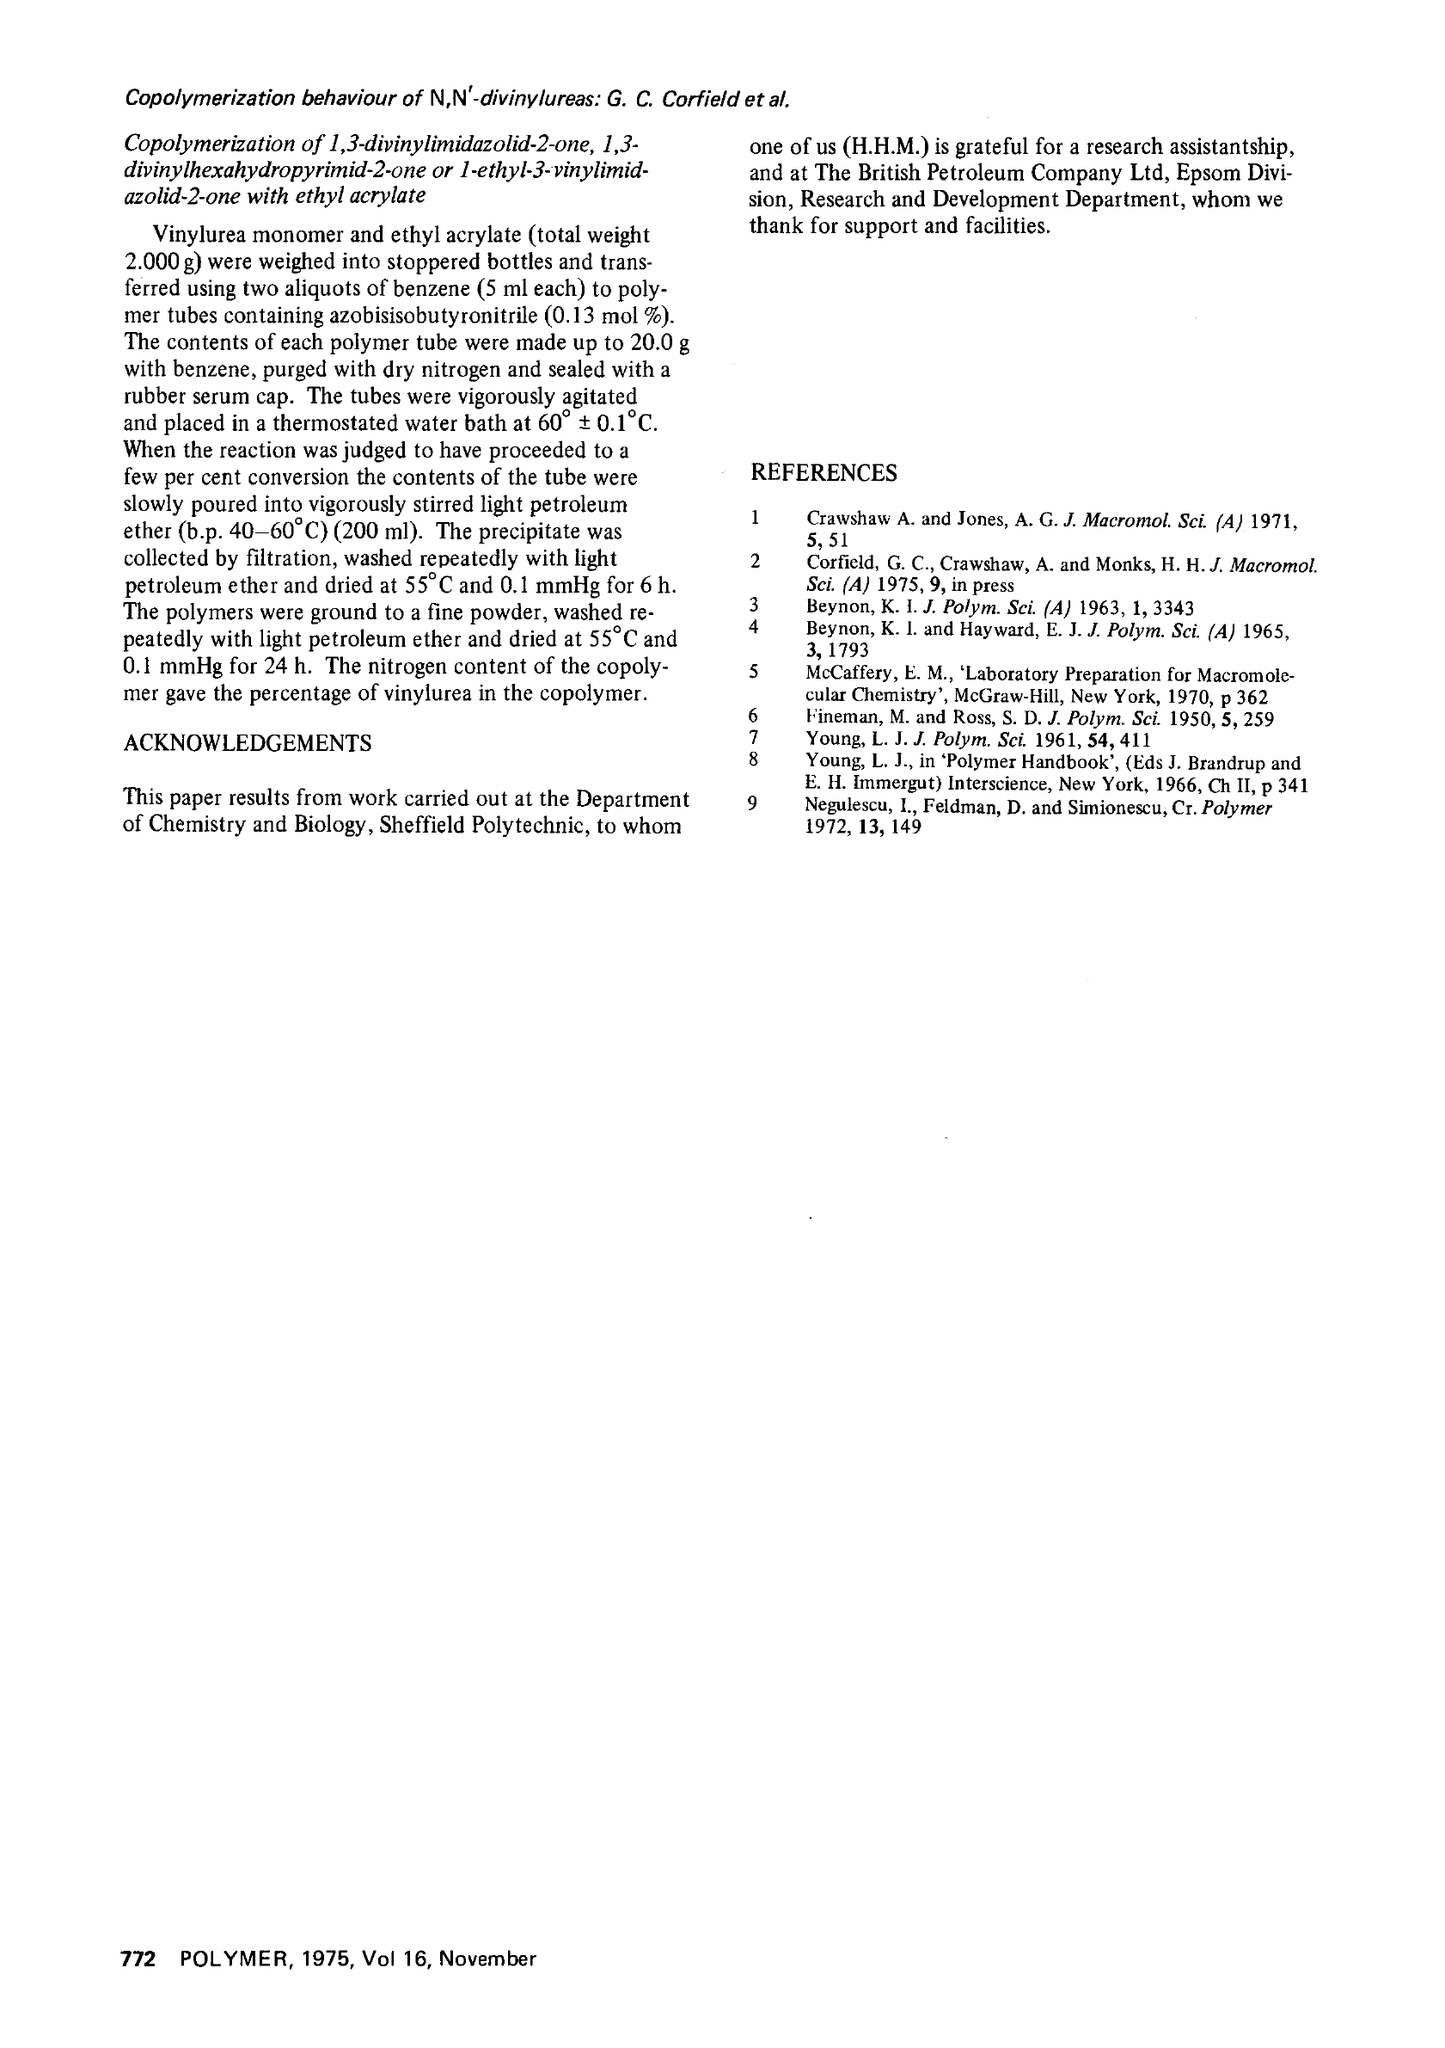 Copolymerization behaviour of N,N′-divinylureas: G. C. Corfield et al.
Copolymerization of 1,3-divinylimidazolid-2-one, 1,3-
divinylhexahydropyrimid-2-one or 1-ethyl-3-vinylimid-
azolid-2-one with ethyl acrylate
Vinylurea monomer and ethyl acrylate (total weight
2.000 g) were weighed into stoppered bottles and trans-
ferred using two aliquots of benzene (5 ml each) to poly-
mer tubes containing azobisisobutyronitrile (0.13 mol %).
The contents of each polymer tube were made up to 20.0 g
with benzene, purged with dry nitrogen and sealed with a
rubber serum cap. The tubes were vigorously agitated
and placed in a thermostated water bath at 60° ± 0.1°C.
When the reaction was judged to have proceeded to a
few per cent conversion the contents of the tube were
slowly poured into vigorously stirred light petroleum
ether (b.p. 40–60°C) (200 ml). The precipitate was
collected by filtration, washed repeatedly with light
petroleum ether and dried at 55°C and 0.1 mmHg for 6 h.
The polymers were ground to a fine powder, washed re-
peatedly with light petroleum ether and dried at 55°C and
0.1 mmHg for 24 h. The nitrogen content of the copoly-
mer gave the percentage of vinylurea in the copolymer.
ACKNOWLEDGEMENTS
This paper results from work carried out at the Department
of Chemistry and Biology, Sheffield Polytechnic, to whom
one of us (H.H.M.) is grateful for a research assistantship,
and at The British Petroleum Company Ltd, Epsom Divi-
sion, Research and Development Department, whom we
thank for support and facilities.
REFERENCES
1 Crawshaw A. and Jones, A. G. J. Macromol. Sci. (A) 1971,
5, 51
2 Corfield, G. C., Crawshaw, A. and Monks, H. H. J. Macromol.
Sci. (A) 1975, 9, in press
3 Beynon, K. I. J. Polym. Sci. (A) 1963, 1, 3343
4 Beynon, K. I. and Hayward, E. J. J. Polym. Sci. (A) 1965,
3, 1793
5 McCaffery, E. M., ‘Laboratory Preparation for Macromole-
cular Chemistry’, McGraw-Hill, New York, 1970, p 362
6 Fineman, M. and Ross, S. D. J. Polym. Sci. 1950, 5, 259
7 Young, L. J. J. Polym. Sci. 1961, 54, 411
8 Young, L. J., in ‘Polymer Handbook’, (Eds J. Brandrup and
E. H. Immergut) Interscience, New York, 1966, Ch II, p 341
9 Negulescu, I., Feldman, D. and Simionescu, Cr. Polymer
1972, 13, 149
772 POLYMER, 1975, Vol 16, November